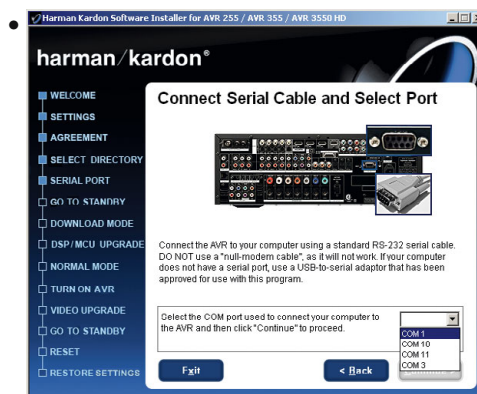 Harman Kardon Software Installer for AVR 255 / AVR 355 / AVR 3550 HD
harman/kardon®
WELCOME
SETTINGS
AGREEMENT
SELECT DIRECTORY
SERIAL PORT
GO TO STANDBY
DOWNLOAD MODE
DSP/MCU UPGRADE
NORMAL MODE
TURN ON AVR
VIDEO UPGRADE
GO TO STANDBY
RESET
RESTORE SETTINGS
Connect Serial Cable and Select Port
Connect the AVR to your computer using a standard RS-232 serial cable.
DO NOT use a "null-modem cable", as it will not work. If your computer
does not have a serial port, use a USB-to-serial adaptor that has been
approved for use with this program.
Select the COM port used to connect your computer to
the AVR and then click "Continue" to proceed.
COM 1
COM 10
COM 11
COM 3
Exit
< Back